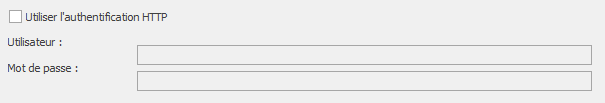 Utiliser l'authentification HTTP
Utilisateur :
Mot de passe :